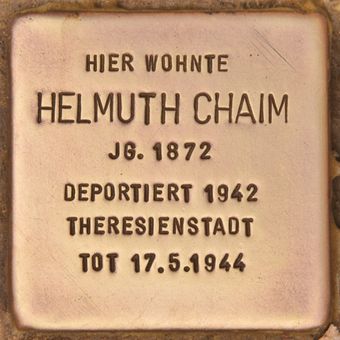 HIER WOHNTE
HELMUTH CHAIM
JG. 1872
DEPORTIERT 1942
THERESIENSTADT
TOT 17.5.1944